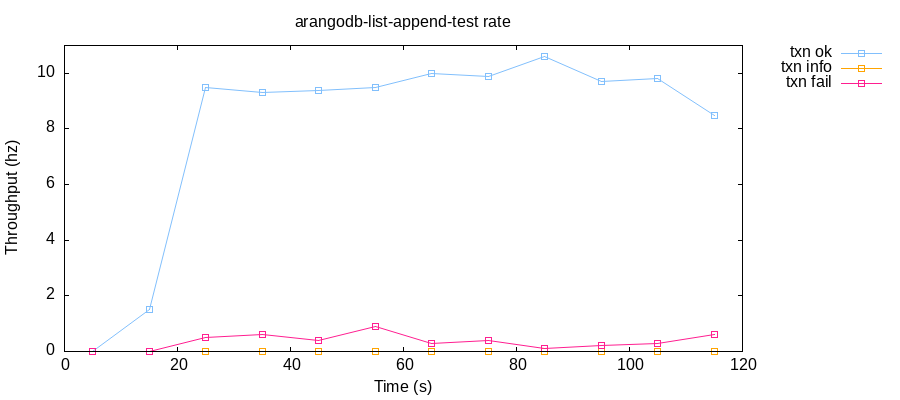 arangodb-list-append-test rate
txn ok
txn info
txn fail
Throughput (hz)
10
8
6
4
2
0
0 20 40 60 80 100 120
Time (s)